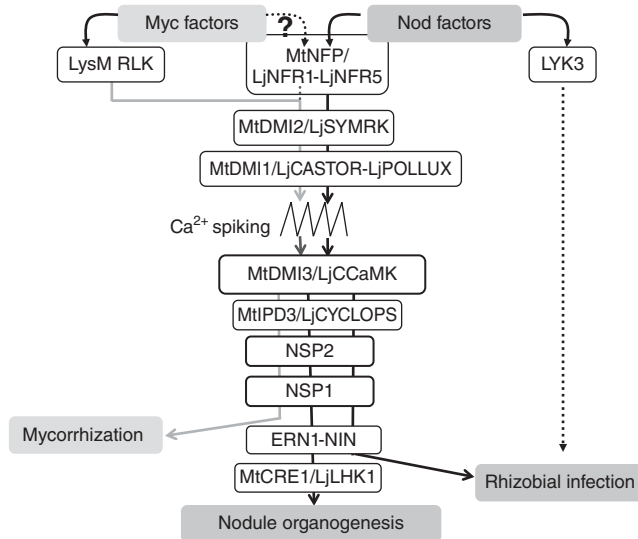 Myc factors
?
Nod factors
LysM RLK
MtNFP/
LjNFR1-LjNFR5
LYK3
MtDMI2/LjSYMRK
MtDMI1/LjCASTOR-LjPOLLUX
Ca2+ spiking
MtDMI3/LjCCaMK
MtIPD3/LjCYCLOPS
NSP2
NSP1
Mycorrhization
ERN1-NIN
MtCRE1/LjLHK1
Rhizobial infection
Nodule organogenesis